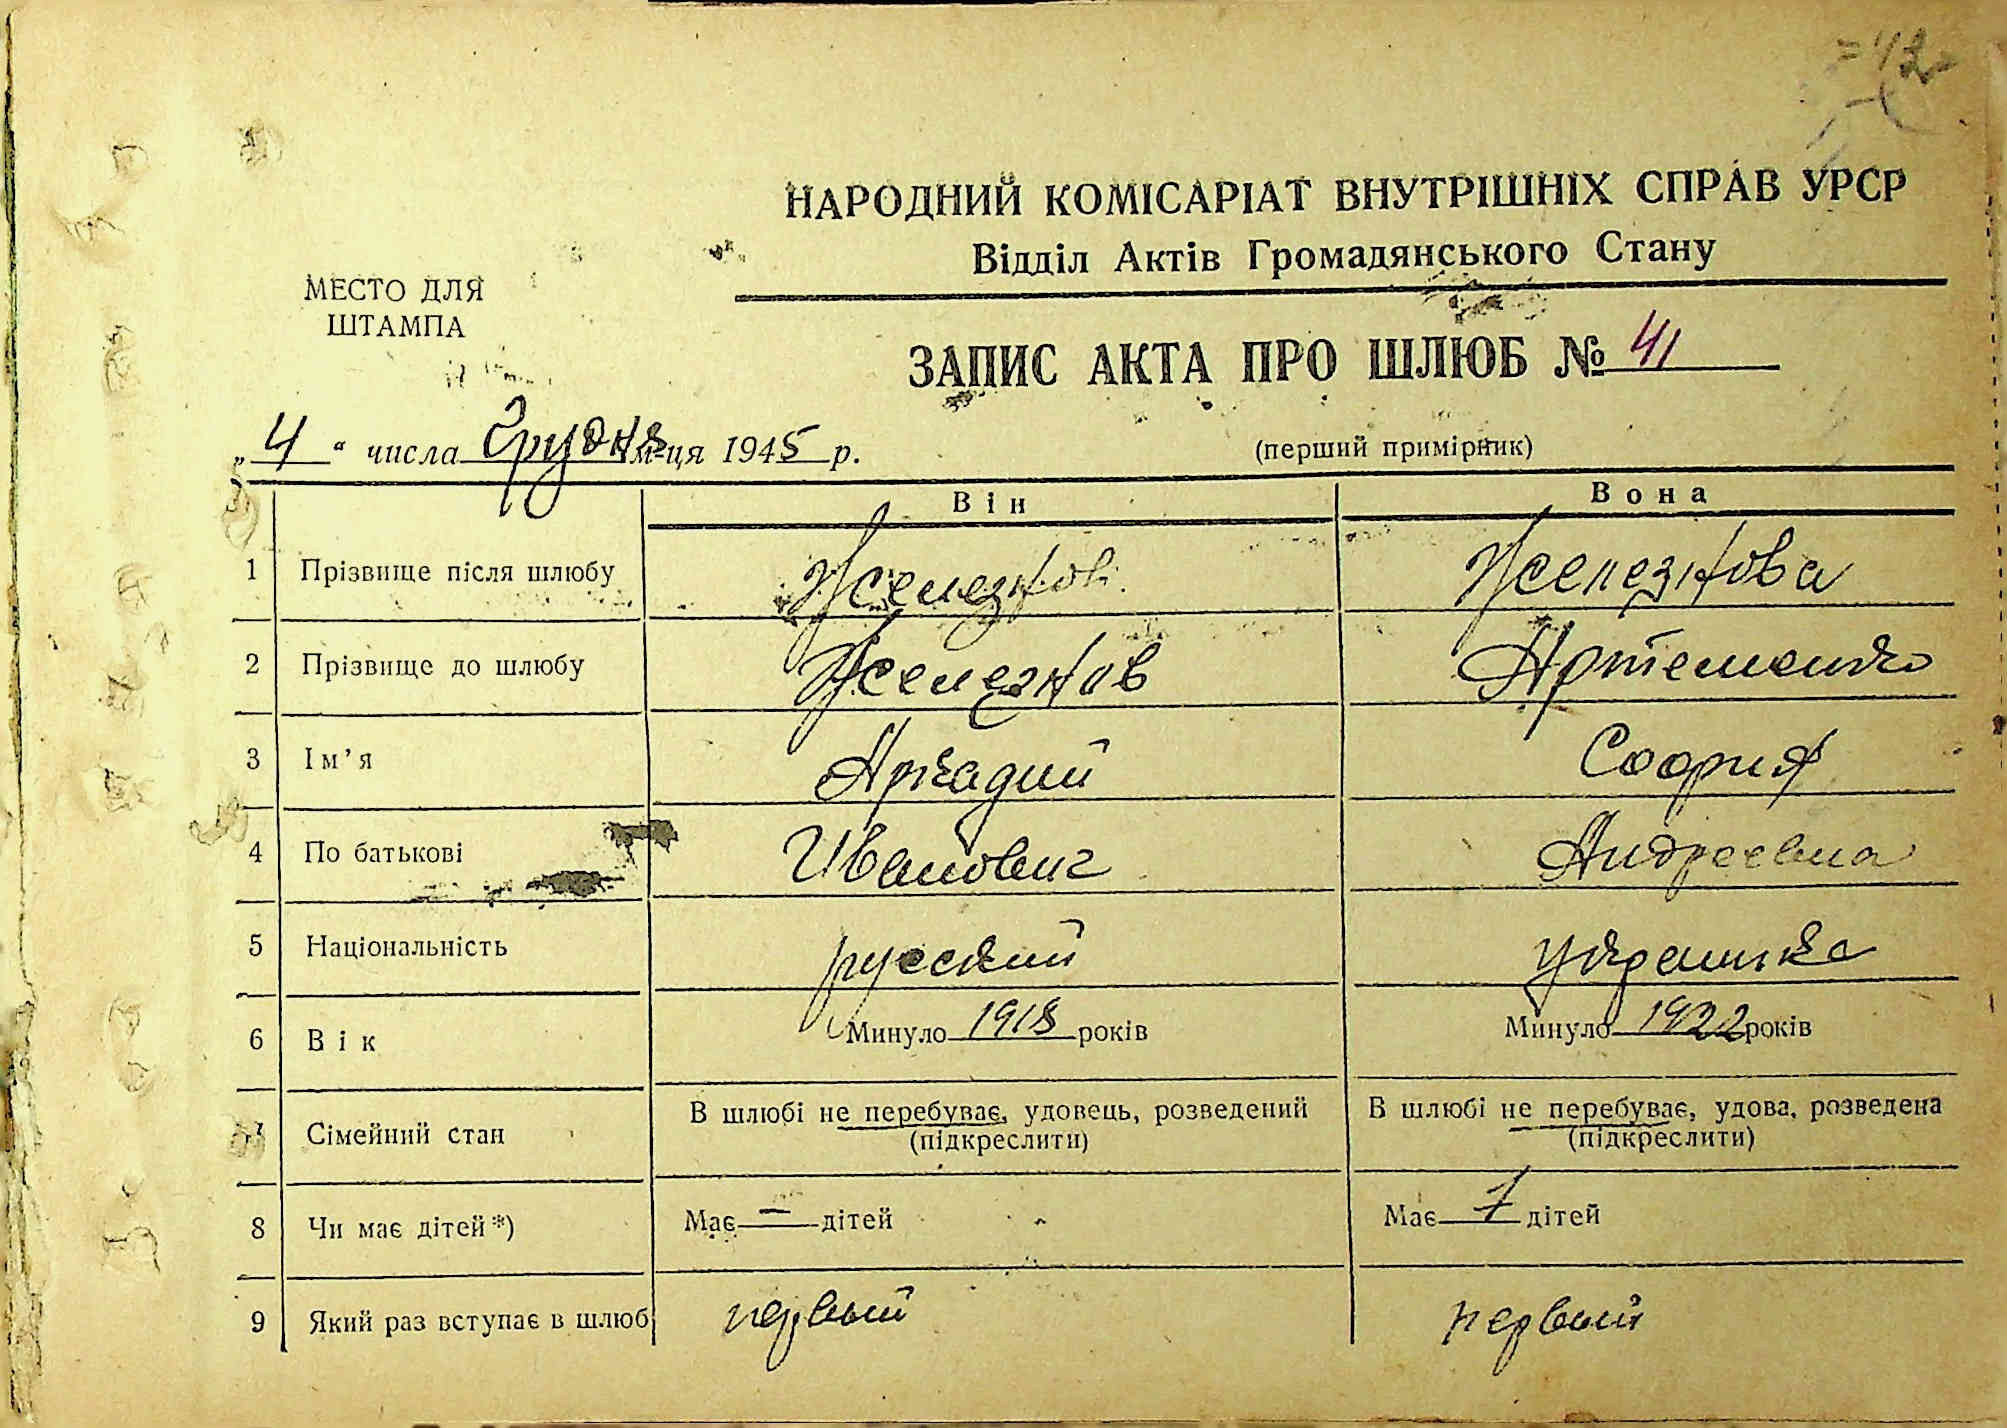 НАРОДНИЙ КОМІСАРІАТ ВНУТРІШНІХ СПРАВ УРСР
Відділ Актів Громадянського Стану
МЕСТО ДЛЯ
ШТАМПА
ЗАПИС АКТА ПРО ШЛЮБ № 41
„4“ числа Грудня м-ця 1945 р.
(перший примірник)
Він Вона
1 Прізвище після шлюбу Железнов Железнова
2 Прізвище до шлюбу Железнов Артеменко
3 Ім’я Аркадий София
4 По батькові Иванович Андреевна
5 Національність русский украинка
6 Вік Минуло 1918 років Минуло 1922 років
7 Сімейний стан В шлюбі не перебуває, удовець, розведений В шлюбі не перебуває, удова, розведена
(підкреслити) (підкреслити)
8 Чи має дітей*) Має — дітей Має 1 дітей
9 Який раз вступає в шлюб первый первый